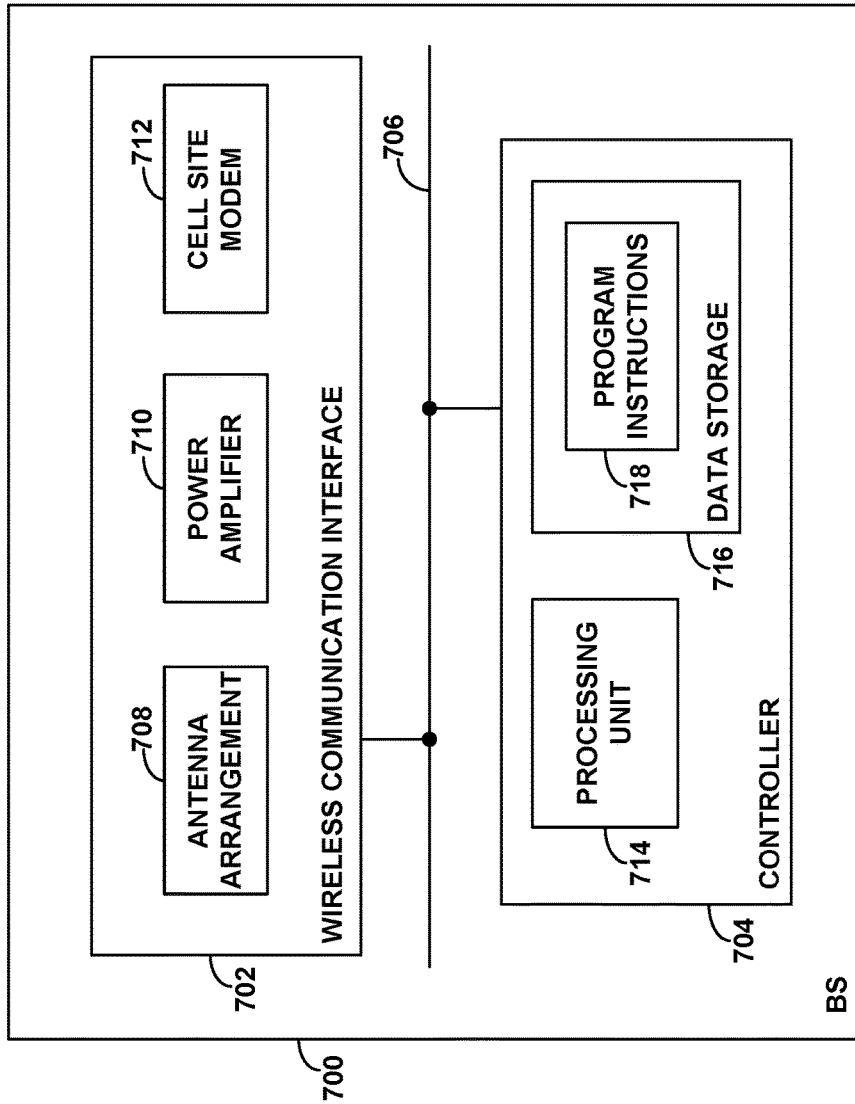 700
702
708
ANTENNA
ARRANGEMENT
710
POWER
AMPLIFIER
712
CELL SITE
MODEM
WIRELESS COMMUNICATION INTERFACE
706
714
PROCESSING
UNIT
718
PROGRAM
INSTRUCTIONS
716
DATA STORAGE
704
CONTROLLER
BS